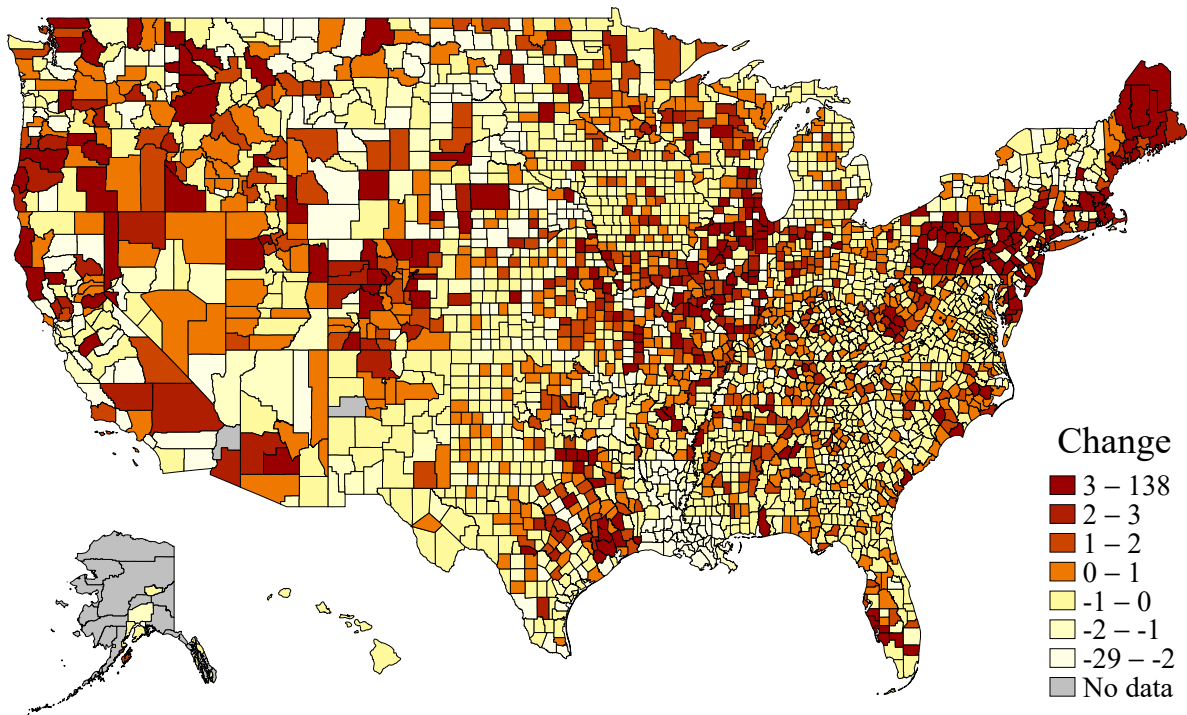 Change
3 – 138
2 – 3
1 – 2
0 – 1
-1 – 0
-2 – -1
-29 – -2
No data